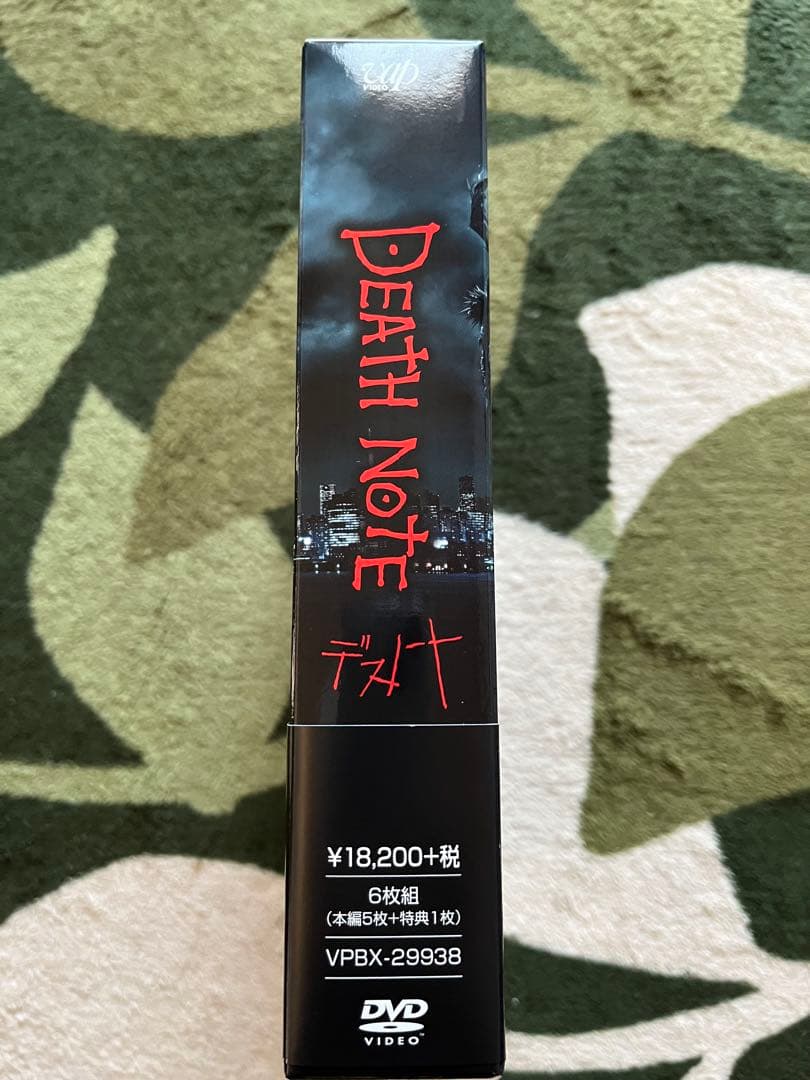 vap
VIDEO
DEATH NOTE
デスノート
¥18,200+税
6枚組
(本編5枚+特典1枚)
VPBX-29938
DVD
VIDEO™